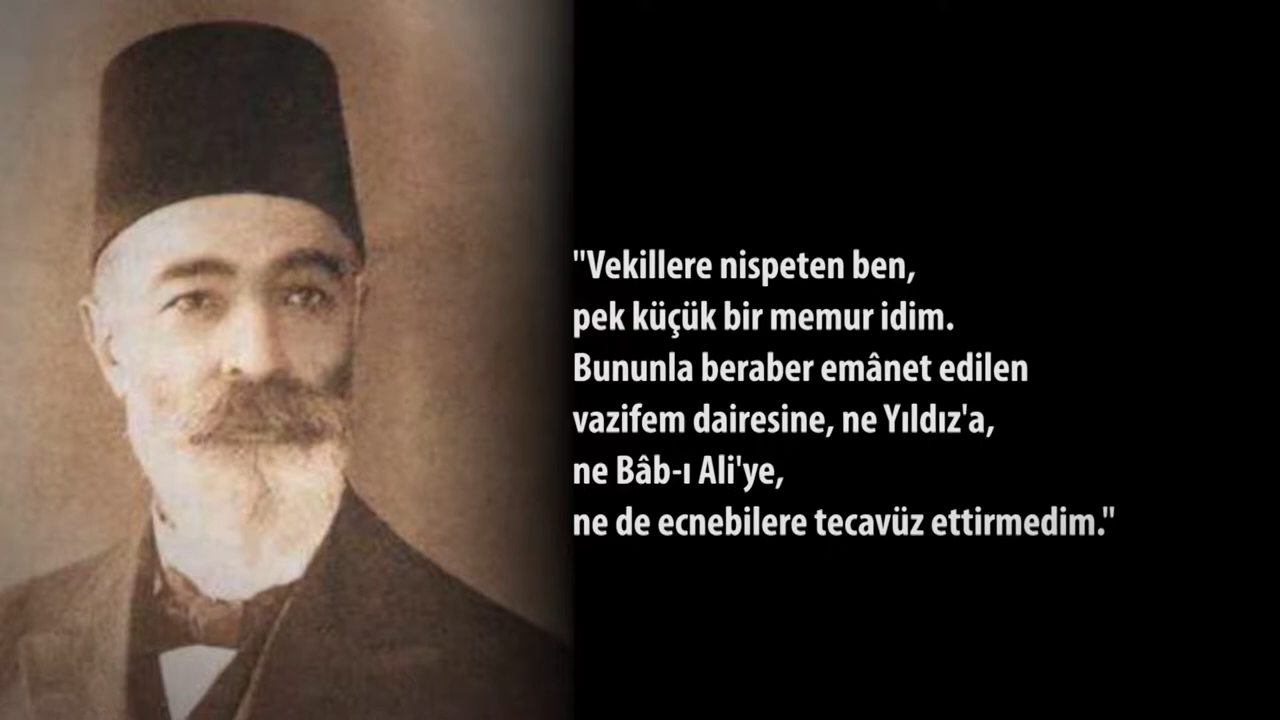 "Vekillere nispeten ben,
pek küçük bir memur idim.
Bununla beraber emânet edilen
vazifem dairesine, ne Yıldız'a,
ne Bâb-ı Ali'ye,
ne de ecnebilere tecavüz ettirmedim."